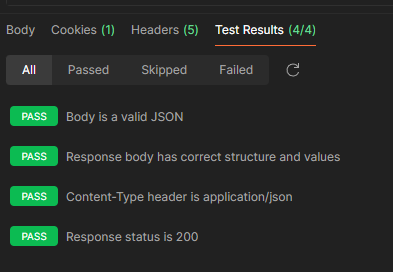 Body Cookies (1) Headers (5) Test Results (4/4)
All Passed Skipped Failed
PASS Body is a valid JSON
PASS Response body has correct structure and values
PASS Content-Type header is application/json
PASS Response status is 200